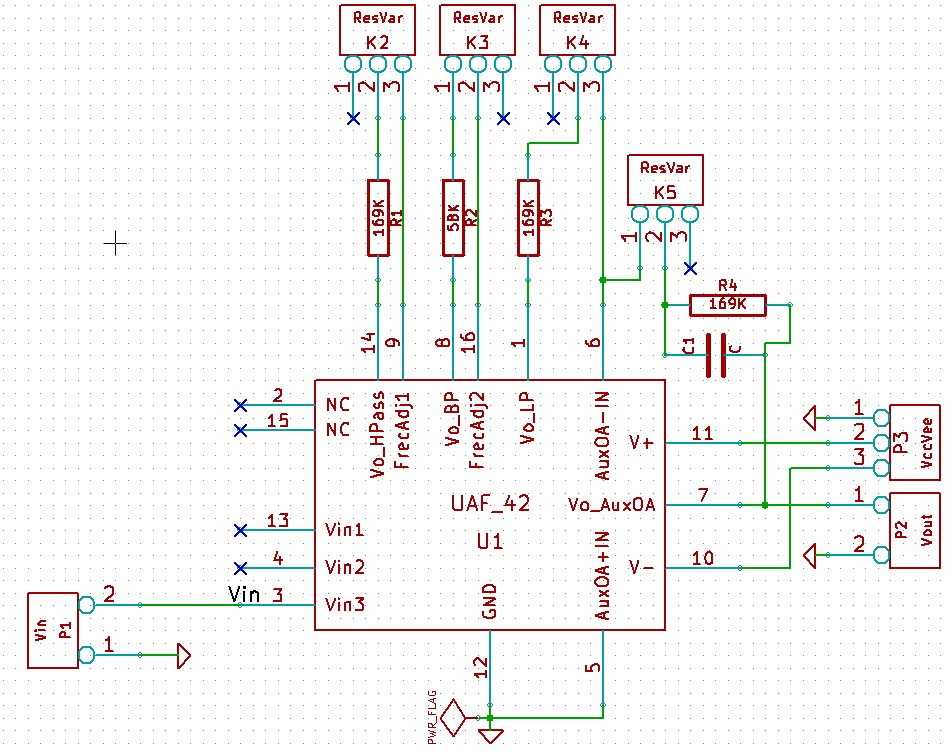 ResVar
K2
ResVar
K3
ResVar
K4
1 2 3
1 2 3
1 2 3
ResVar
K5
1 2 3
169K R1
58K R2
169K R3
R4
169K
C1 C
14 9 8 16 1 6
2 NC
15 NC
Vo_HPass
FrecAdj1
Vo_BP
FrecAdj2
Vo_LP
AuxOA-IN
V+ 11
1
2
3
P3 VccVee
UAF_42
U1
Vo_AuxOA 7
1
2
P2 Vout
13 Vin1
4 Vin2
Vin 3 Vin3
V- 10
GND
AuxOA+IN
Vin P1
2
1
12
5
PWR_FLAG